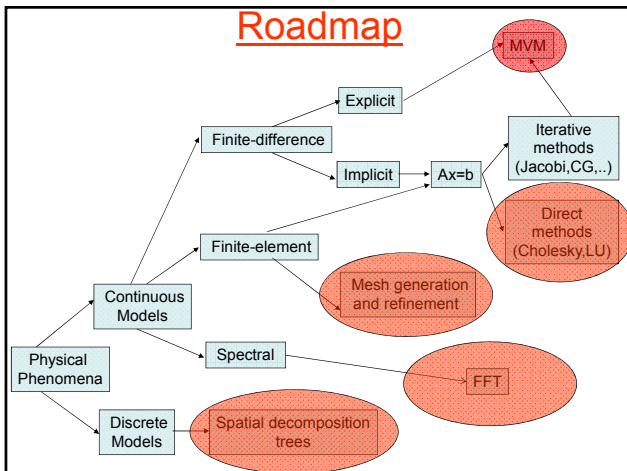 Roadmap
MVM
Explicit
Finite-difference
Iterative
methods
(Jacobi,CG,..)
Implicit
Ax=b
Direct
methods
(Cholesky,LU)
Finite-element
Mesh generation
and refinement
Continuous
Models
Physical
Phenomena
Spectral
FFT
Discrete
Models
Spatial decomposition
trees